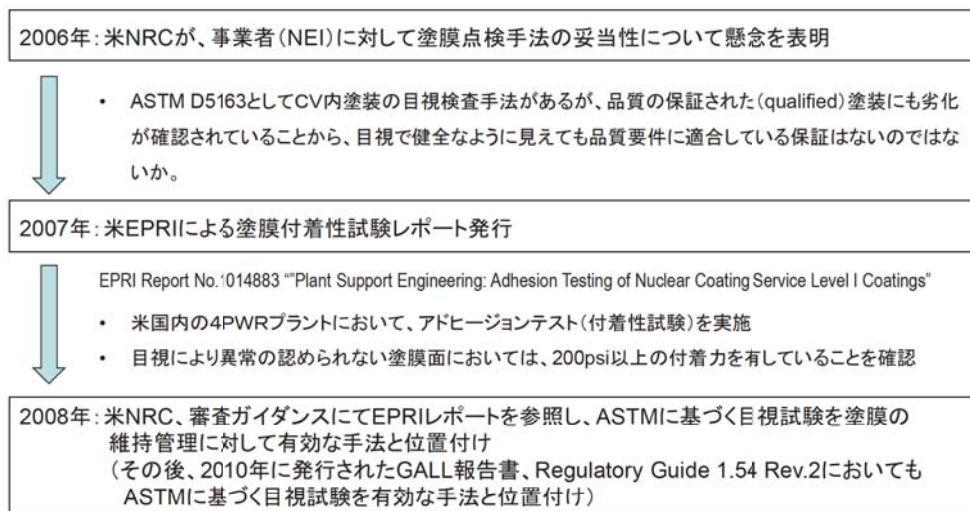 2006年：米NRCが、事業者（NEI）に対して塗膜点検手法の妥当性について懸念を表明
• ASTM D5163としてCV内塗装の目視検査手法があるが、品質の保証された（qualified）塗装にも劣化
が確認されていることから、目視で健全なように見えても品質要件に適合している保証はないのではな
いか。
2007年：米EPRIによる塗膜付着性試験レポート発行
EPRI Report No.1014883 “"Plant Support Engineering: Adhesion Testing of Nuclear Coating Service Level I Coatings”
• 米国内の4PWRプラントにおいて、アドヒージョンテスト（付着性試験）を実施
• 目視により異常の認められない塗膜面においては、200psi以上の付着力を有していることを確認
2008年：米NRC、審査ガイダンスにてEPRIレポートを参照し、ASTMに基づく目視試験を塗膜の
維持管理に対して有効な手法と位置付け
（その後、2010年に発行されたGALL報告書、Regulatory Guide 1.54 Rev.2においても
ASTMに基づく目視試験を有効な手法と位置付け）